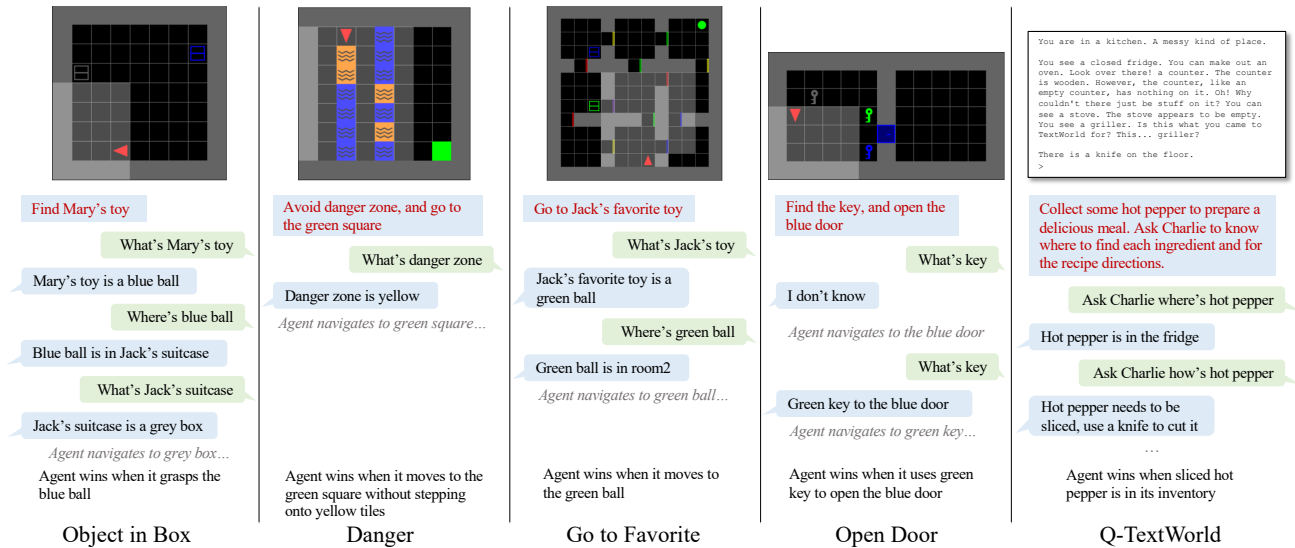 Find Mary's toy
What's Mary's toy
Mary's toy is a blue ball
Where's blue ball
Blue ball is in Jack's suitcase
What's Jack's suitcase
Jack's suitcase is a grey box
Agent navigates to grey box…
Agent wins when it grasps the
blue ball
Object in Box
Avoid danger zone, and go to
the green square
What's danger zone
Danger zone is yellow
Agent navigates to green square…
Agent wins when it moves to the
green square without stepping
onto yellow tiles
Danger
Go to Jack's favorite toy
What's Jack's toy
Jack's favorite toy is a
green ball
Where's green ball
Green ball is in room2
Agent navigates to green ball…
Agent wins when it moves to
the green ball
Go to Favorite
Find the key, and open the
blue door
What's key
I don't know
Agent navigates to the blue door
What's key
Green key to the blue door
Agent navigates to green key…
Agent wins when it uses green
key to open the blue door
Open Door
You are in a kitchen. A messy kind of place.
You see a closed fridge. You can make out an
oven. Look over there! a counter. The counter
is wooden. However, the counter, like an
empty counter, has nothing on it. Oh! Why
couldn't there just be stuff on it? You can
see a stove. The stove appears to be empty.
You see a griller. Is this what you came to
TextWorld for? This... griller?
There is a knife on the floor.
>
Collect some hot pepper to prepare a
delicious meal. Ask Charlie to know
where to find each ingredient and for
the recipe directions.
Ask Charlie where's hot pepper
Hot pepper is in the fridge
Ask Charlie how's hot pepper
Hot pepper needs to be
sliced, use a knife to cut it
…
Agent wins when sliced hot
pepper is in its inventory
Q-TextWorld